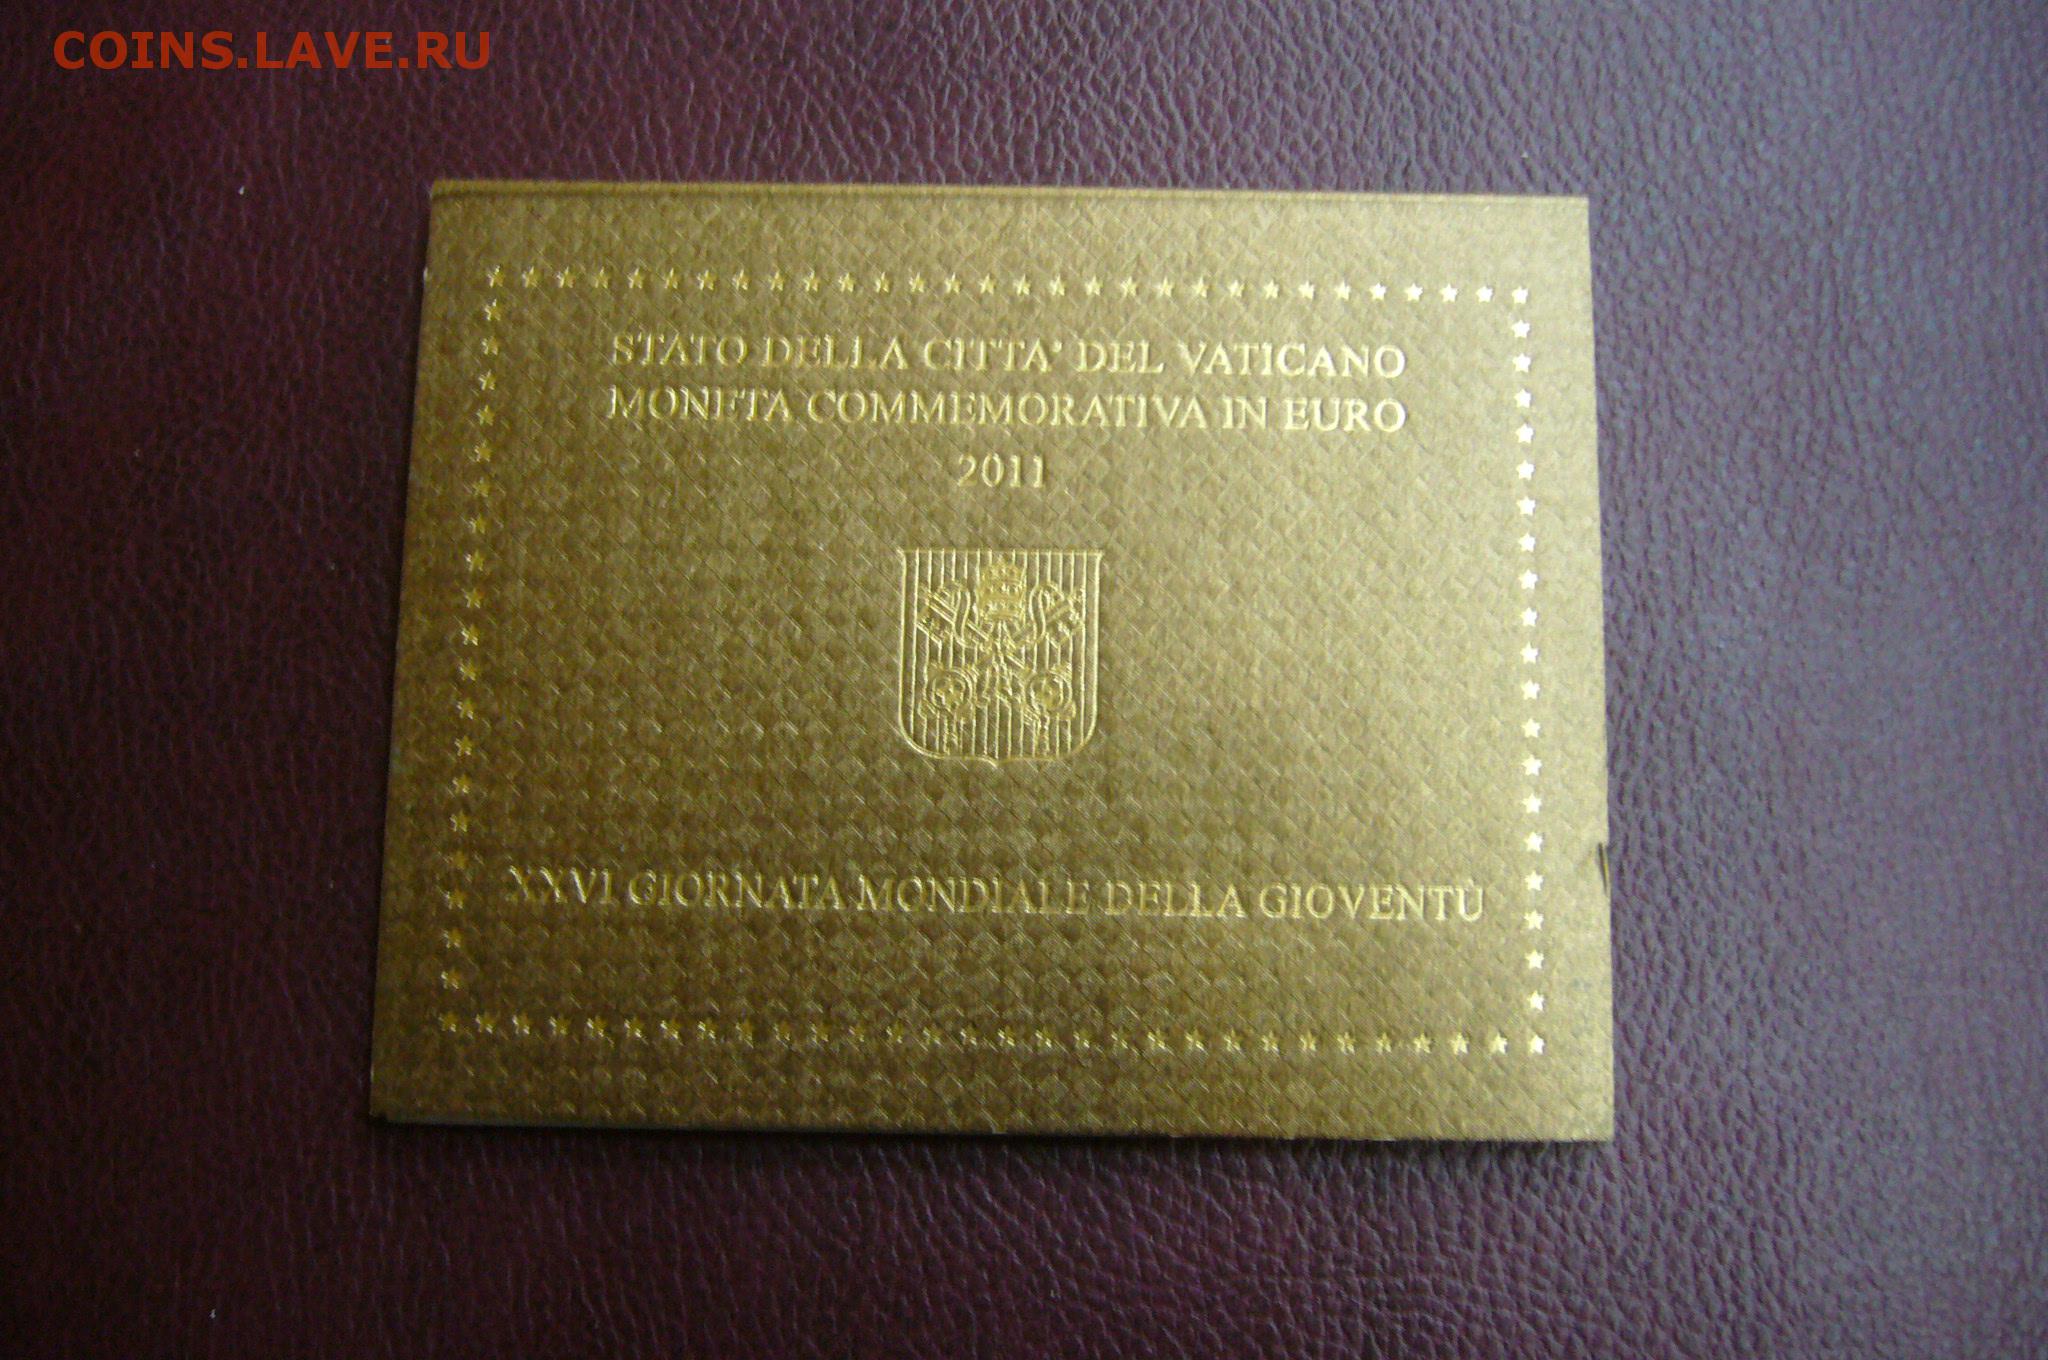 COINS.LAVE.RU
STATO DELLA CITTA' DEL VATICANO
MONETA COMMEMORATIVA IN EURO
2011
XXVI GIORNATA MONDIALE DELLA GIOVENTÙ